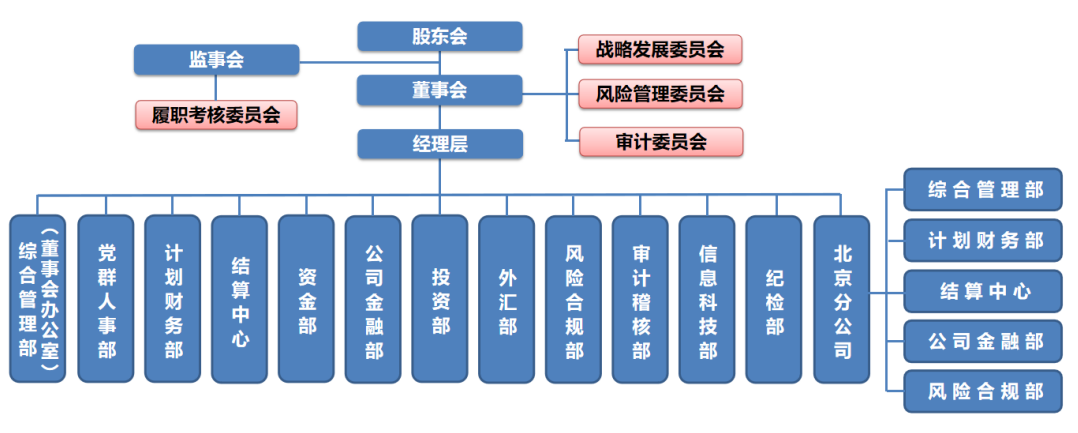 股东会
监事会
战略发展委员会
董事会
风险管理委员会
履职考核委员会
经理层
审计委员会
综合管理部
（董事会办公室）
党群人事部
计划财务部
结算中心
资金部
公司金融部
投资部
外汇部
风险合规部
审计稽核部
信息科技部
纪检部
北京分公司
综合管理部
计划财务部
结算中心
公司金融部
风险合规部